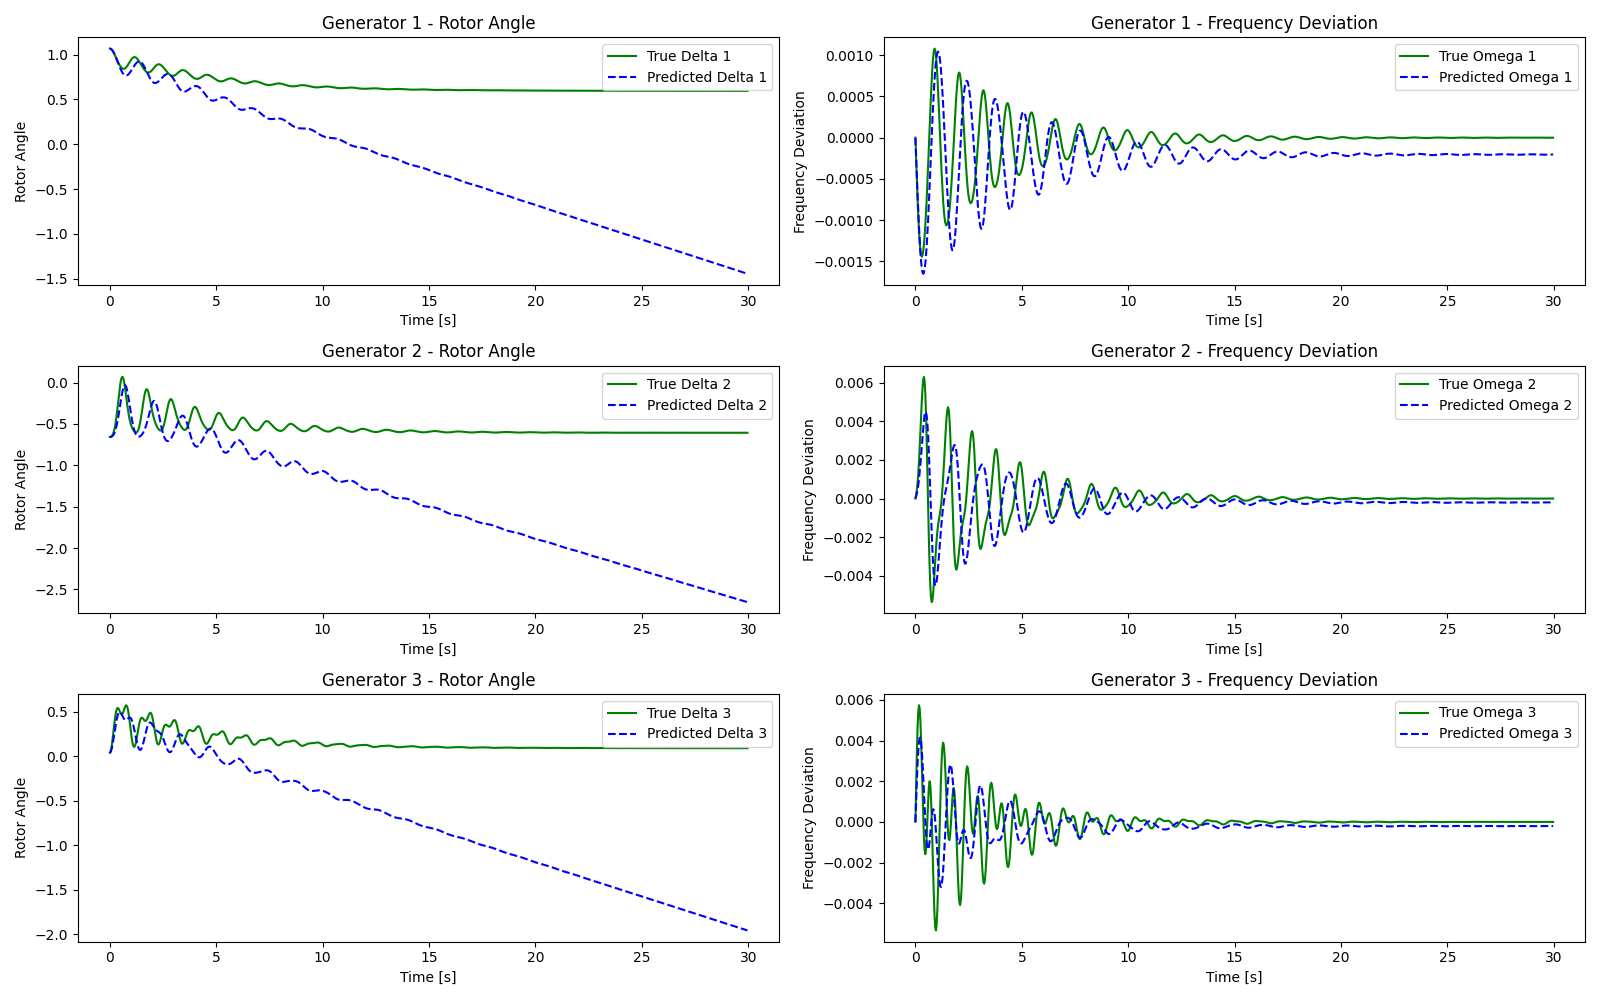 Generator 1 - Rotor Angle
True Delta 1
Predicted Delta 1
1.0
0.5
0.0
−0.5
−1.0
−1.5
Rotor Angle
0 5 10 15 20 25 30
Time [s]
Generator 1 - Frequency Deviation
True Omega 1
Predicted Omega 1
0.0010
0.0005
0.0000
−0.0005
−0.0010
−0.0015
Frequency Deviation
0 5 10 15 20 25 30
Time [s]
Generator 2 - Rotor Angle
True Delta 2
Predicted Delta 2
0.0
−0.5
−1.0
−1.5
−2.0
−2.5
Rotor Angle
0 5 10 15 20 25 30
Time [s]
Generator 2 - Frequency Deviation
True Omega 2
Predicted Omega 2
0.006
0.004
0.002
0.000
−0.002
−0.004
Frequency Deviation
0 5 10 15 20 25 30
Time [s]
Generator 3 - Rotor Angle
True Delta 3
Predicted Delta 3
0.5
0.0
−0.5
−1.0
−1.5
−2.0
Rotor Angle
0 5 10 15 20 25 30
Time [s]
Generator 3 - Frequency Deviation
True Omega 3
Predicted Omega 3
0.006
0.004
0.002
0.000
−0.002
−0.004
Frequency Deviation
0 5 10 15 20 25 30
Time [s]